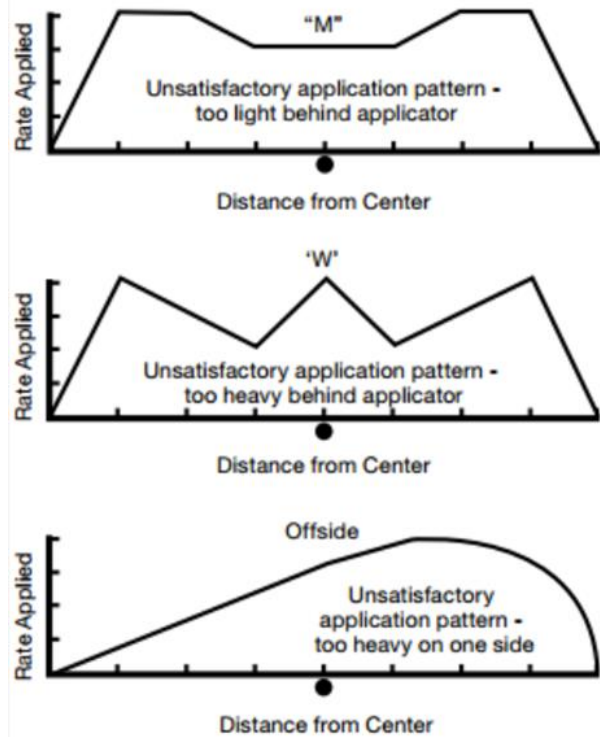 "M"
Rate Applied
Unsatisfactory application pattern -
too light behind applicator
Distance from Center
'W'
Rate Applied
Unsatisfactory application pattern -
too heavy behind applicator
Distance from Center
Offside
Rate Applied
Unsatisfactory
application pattern -
too heavy on one side
Distance from Center